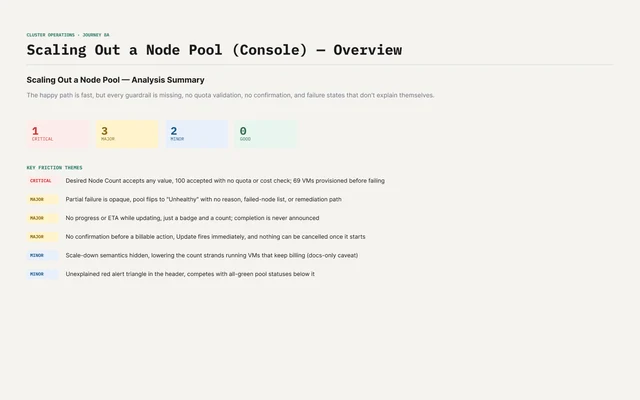 CLUSTER OPERATIONS · JOURNEY 0A
Scaling Out a Node Pool (Console) — Overview
Scaling Out a Node Pool — Analysis Summary
The happy path is fast, but every guardrail is missing, no quota validation, no confirmation, and failure states that don't explain themselves.
1
CRITICAL
3
MAJOR
2
MINOR
0
GOOD
KEY FRICTION THEMES
CRITICAL Desired Node Count accepts any value, 100 accepted with no quota or cost check; 69 VMs provisioned before failing
MAJOR Partial failure is opaque, pool flips to "Unhealthy" with no reason, failed-node list, or remediation path
MAJOR No progress or ETA while updating, just a badge and a count; completion is never announced
MAJOR No confirmation before a billable action, Update fires immediately, and nothing can be cancelled once it starts
MINOR Scale-down semantics hidden, lowering the count strands running VMs that keep billing (docs-only caveat)
MINOR Unexplained red alert triangle in the header, competes with all-green pool statuses below it